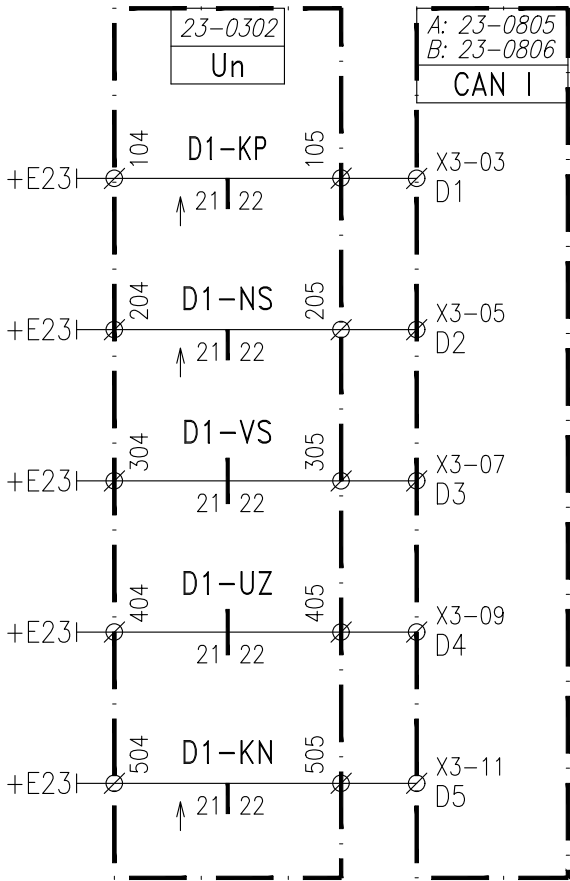 23-0302
Un
A: 23-0805
B: 23-0806
CAN I
+E23 104 D1-KP 105 X3-03
21 22 D1
+E23 204 D1-NS 205 X3-05
21 22 D2
+E23 304 D1-VS 305 X3-07
21 22 D3
+E23 404 D1-UZ 405 X3-09
21 22 D4
+E23 504 D1-KN 505 X3-11
21 22 D5